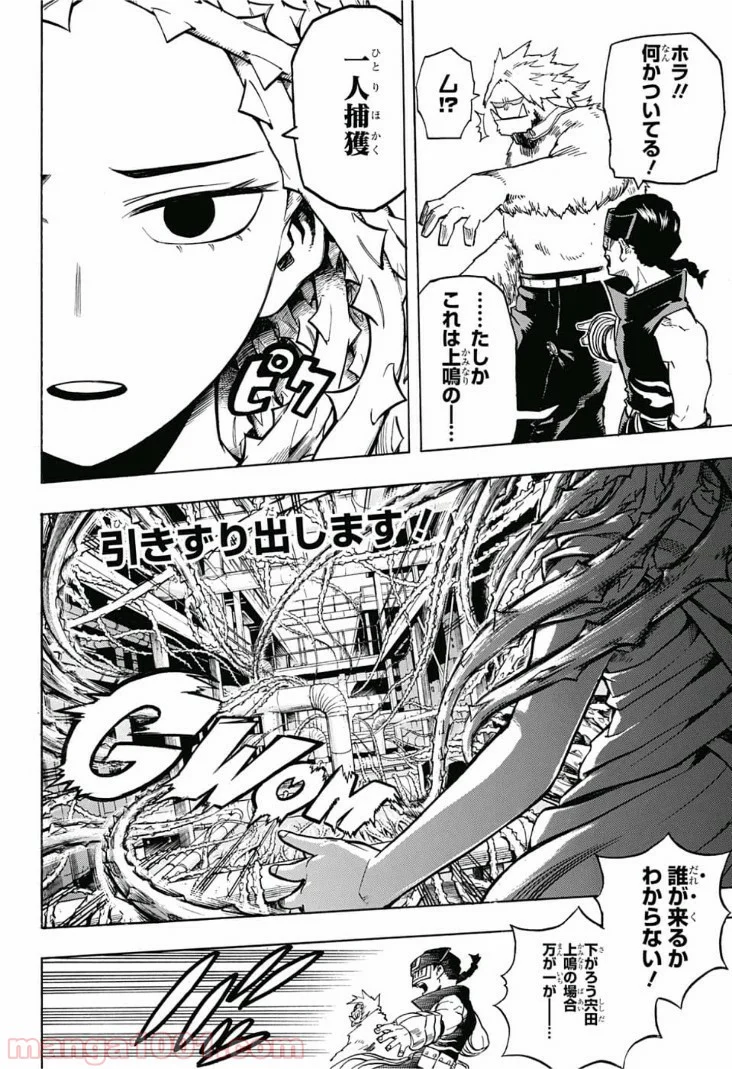 ホラ!!
何かついてる!
ム!?
……たしか
これは上鳴のー…
一人捕獲
ピク
引きずり出します!
GWOM
誰が来るか
わからない!
下がろう宍田
上鳴の場合
万が一が――…